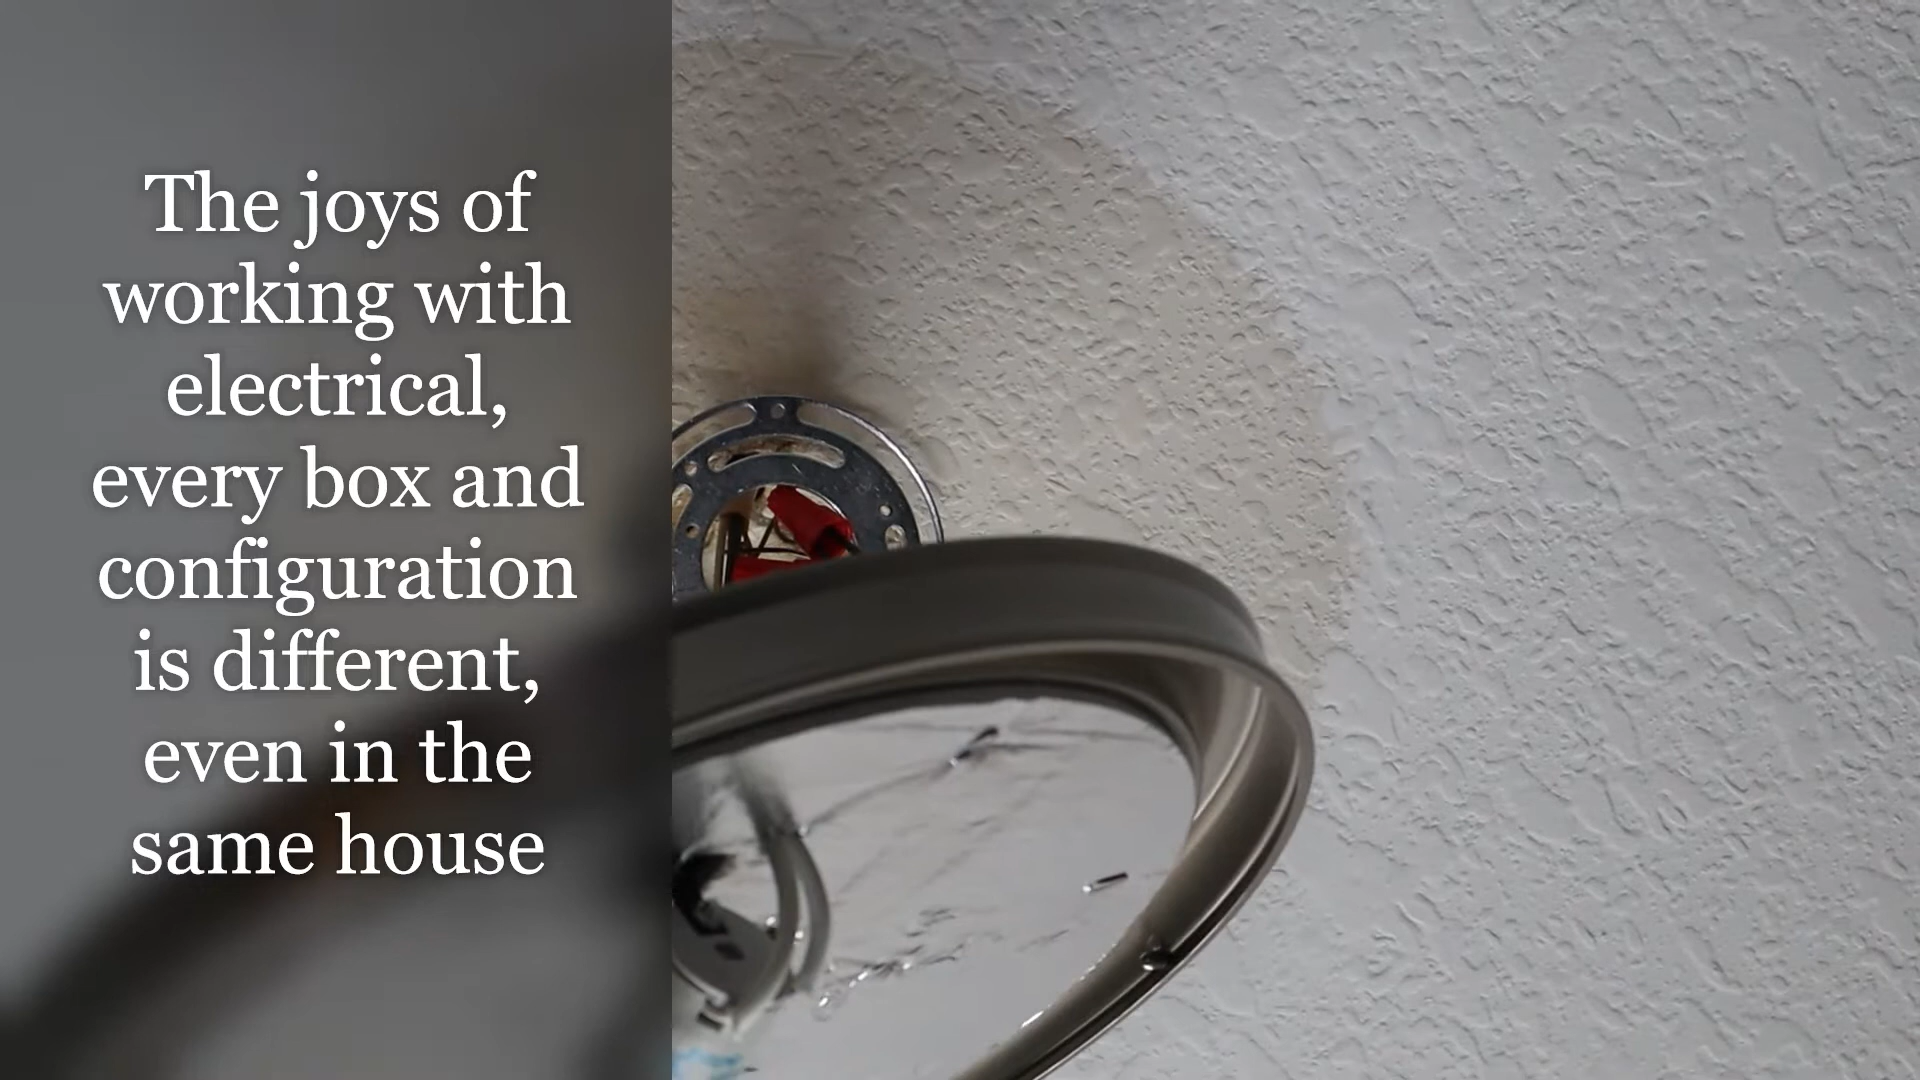 The joys of
working with
electrical,
every box and
configuration
is different,
even in the
same house